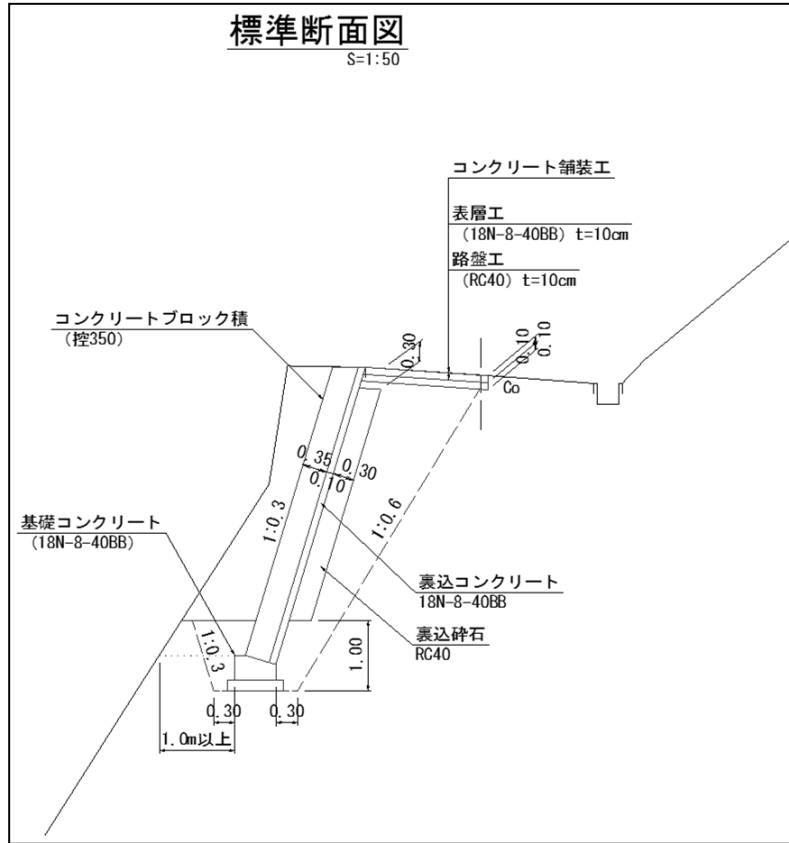 標準断面図
S=1:50
コンクリート舗装工
表層工
(18N-8-40BB) t=10cm
路盤工
(RC40) t=10cm
コンクリートブロック積
(控350)
0.30
0.10
0.10
Co
0.35
0.10
0.30
1:0.3
1:0.6
基礎コンクリート
(18N-8-40BB)
裏込コンクリート
18N-8-40BB
裏込砕石
RC40
1:0.3
1.00
0.30
0.30
1.0m以上